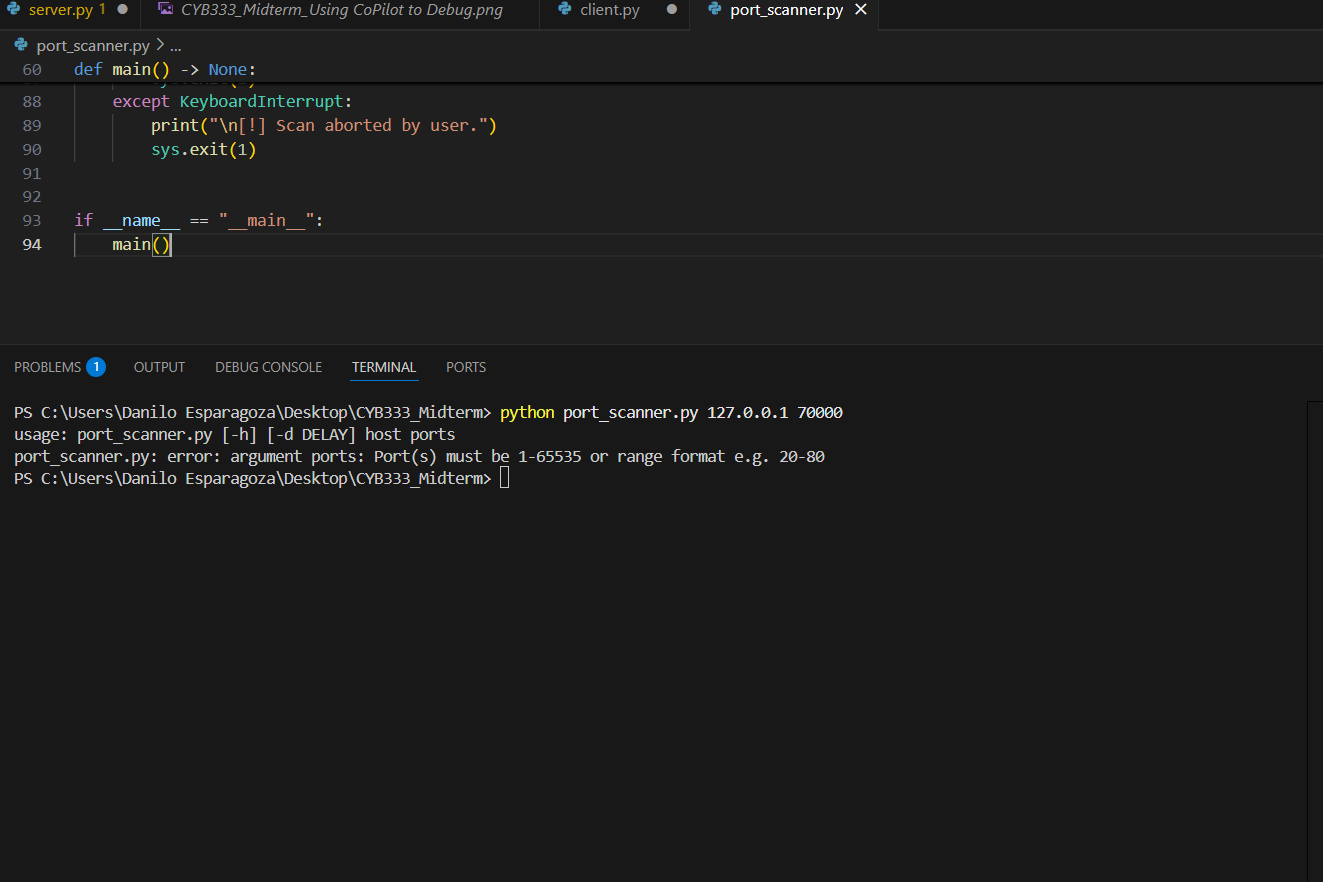 server.py 1 CYB333_Midterm_Using CoPilot to Debug.png client.py port_scanner.py
port_scanner.py > ...
60 def main() -> None:
88 except KeyboardInterrupt:
89 print("\n[!] Scan aborted by user.")
90 sys.exit(1)
91
92
93 if __name__ == "__main__":
94 main()
PROBLEMS 1 OUTPUT DEBUG CONSOLE TERMINAL PORTS
PS C:\Users\Danilo Esparagoza\Desktop\CYB333_Midterm> python port_scanner.py 127.0.0.1 70000
usage: port_scanner.py [-h] [-d DELAY] host ports
port_scanner.py: error: argument ports: Port(s) must be 1-65535 or range format e.g. 20-80
PS C:\Users\Danilo Esparagoza\Desktop\CYB333_Midterm>